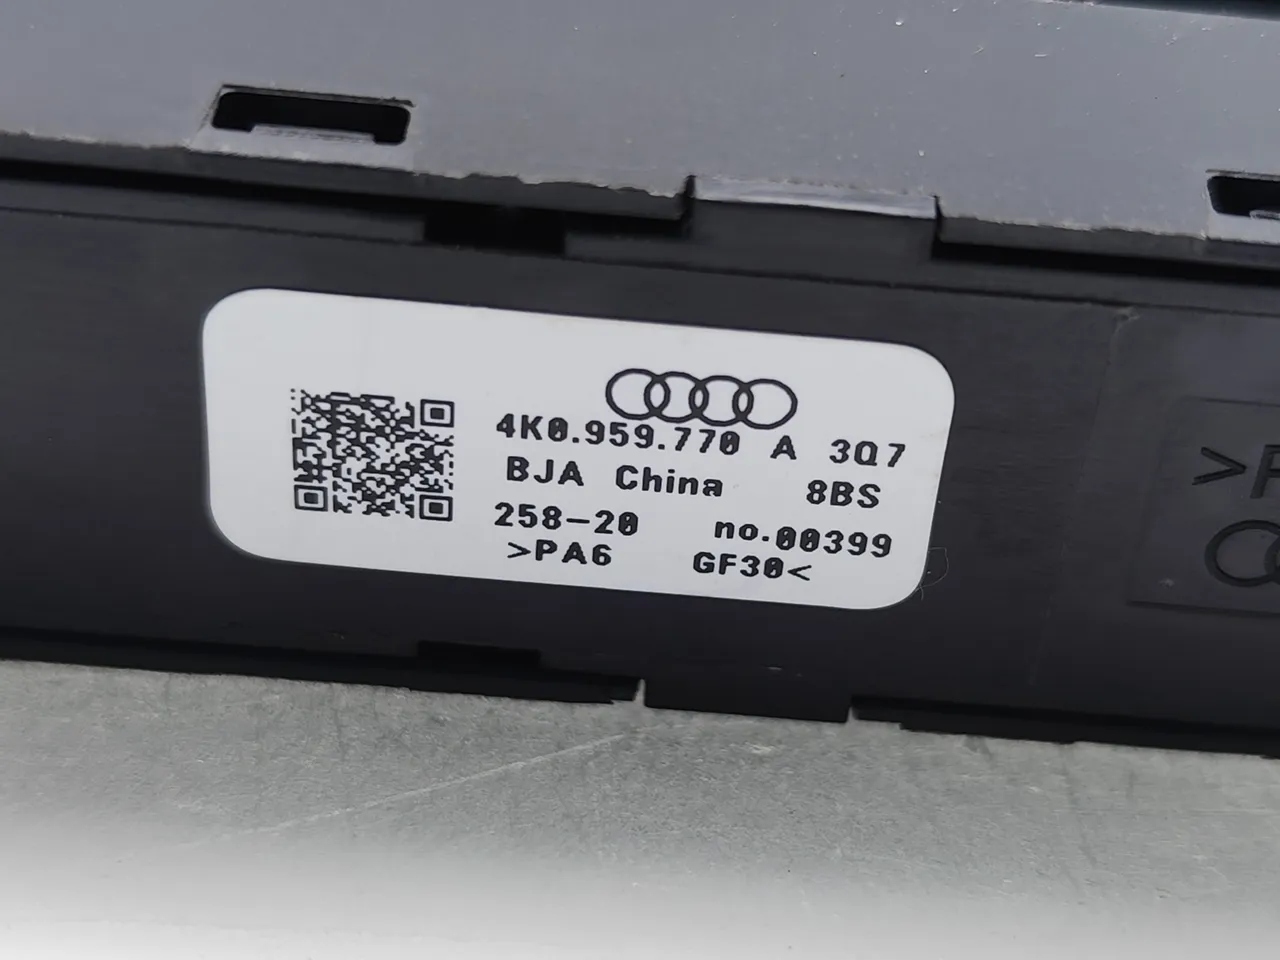 4K0.959.770 A 3Q7
BJA China 8BS
258-20 no.00399
>PA6 GF30<